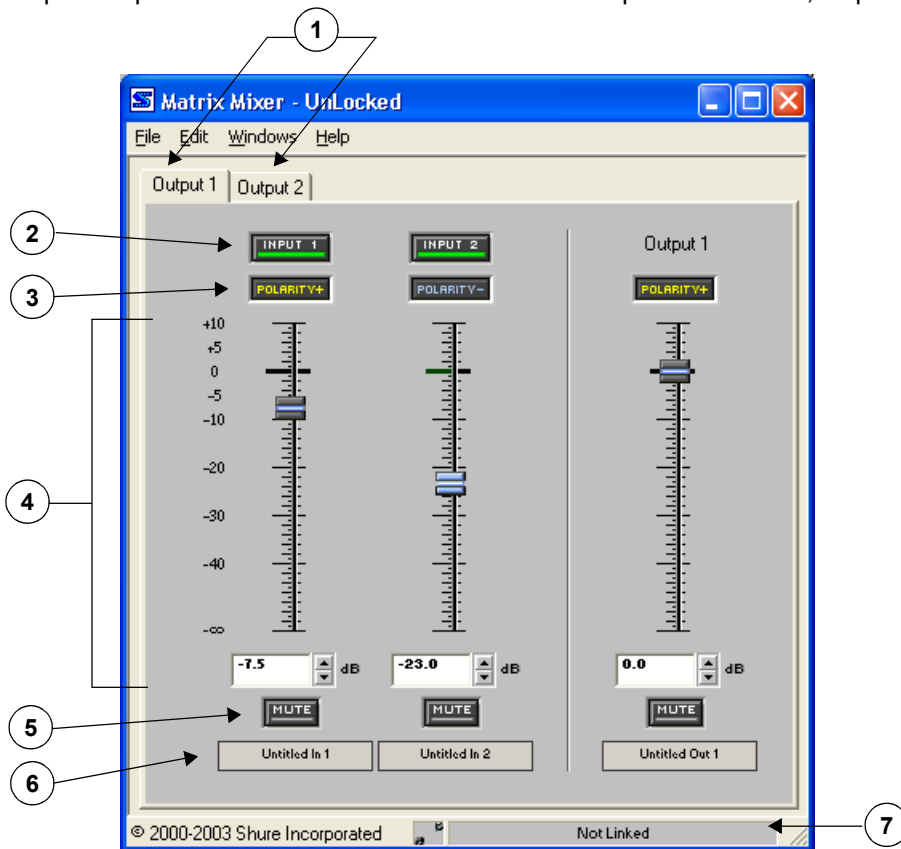 1
Matrix Mixer - UnLocked
File Edit Windows Help
Output 1 Output 2
2 INPUT 1 INPUT 2 Output 1
3 POLARITY+ POLARITY- POLARITY+
+10
+5
0
-5
-10
-20
4
-30
-40
-∞
-7.5 dB -23.0 dB 0.0 dB
5 MUTE MUTE MUTE
6 Untitled In 1 Untitled In 2 Untitled Out 1
© 2000-2003 Shure Incorporated Not Linked 7